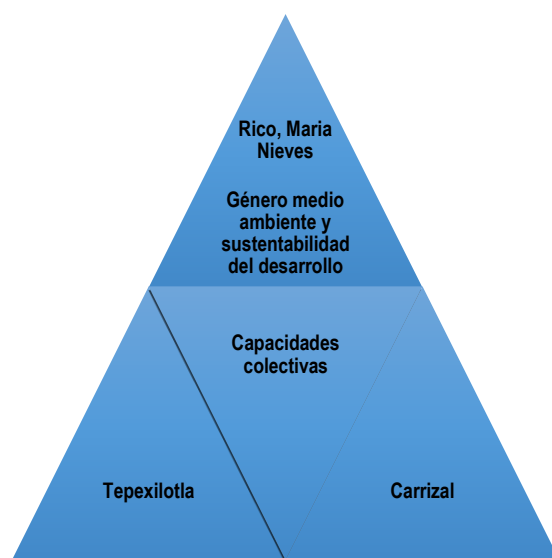 Rico, Maria
Nieves
Género medio
ambiente y
sustentabilidad
del desarrollo
Capacidades
colectivas
Tepexilotla
Carrizal